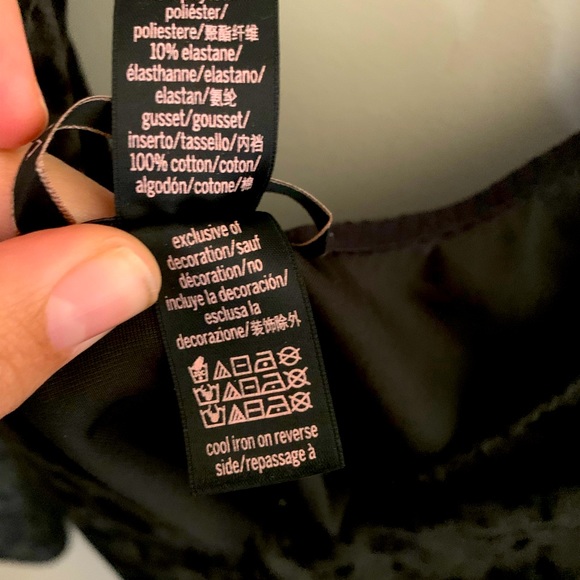 poliéster/
poliestere/聚酯纤维
10% elastane/
élasthanne/elastano/
elastan/氨纶
gusset/gousset/
inserto/tassello/内裆
100% cotton/coton/
algodón/cotone/棉
exclusive of
decoration/sauf
décoration/no
incluye la decoración/
esclusa la
decorazione/装饰除外
cool iron on reverse
side/repassage à